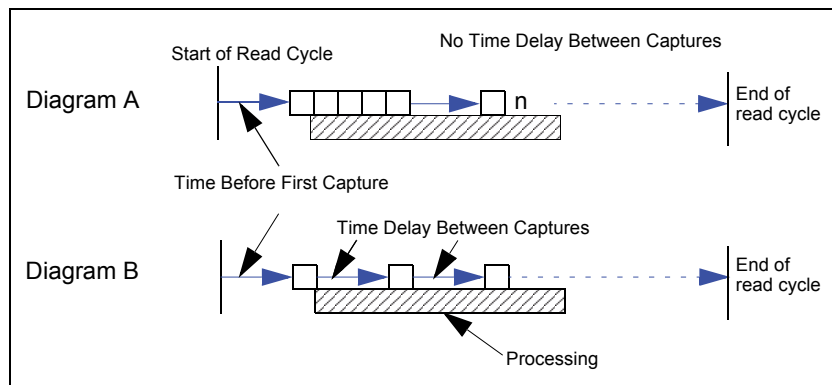 Start of Read Cycle
No Time Delay Between Captures
Diagram A
n
End of
read cycle
Time Before First Capture
Time Delay Between Captures
Diagram B
End of
read cycle
Processing